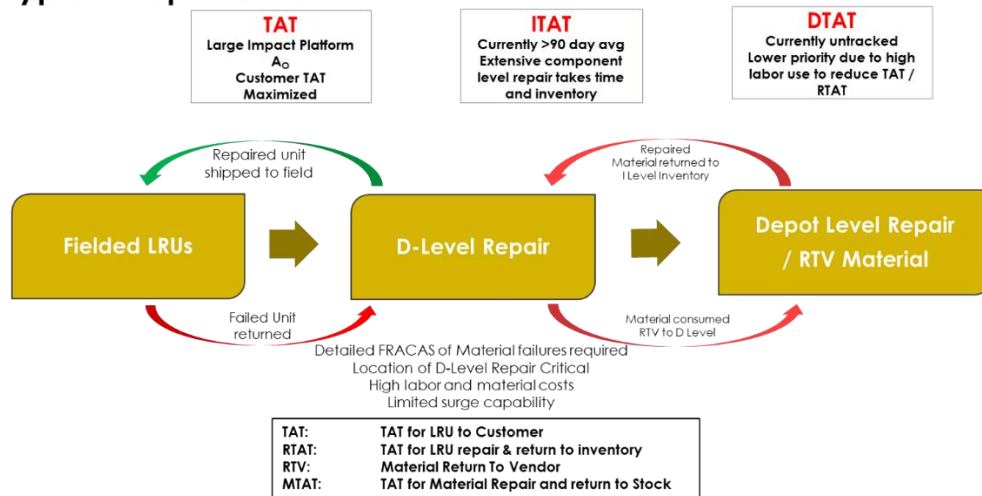 TAT
Large Impact Platform
A₀
Customer TAT
Maximized
ITAT
Currently >90 day avg
Extensive component
level repair takes time
and inventory
DTAT
Currently untracked
Lower priority due to high
labor use to reduce TAT /
RTAT
Repaired unit
shipped to field
Repaired
Material returned to
I Level Inventory
Fielded LRUs
D-Level Repair
Depot Level Repair
/ RTV Material
Failed Unit
returned
Material consumed
RTV to D Level
Detailed FRACAS of Material failures required
Location of D-Level Repair Critical
High labor and material costs
Limited surge capability
TAT: TAT for LRU to Customer
RTAT: TAT for LRU repair & return to inventory
RTV: Material Return To Vendor
MTAT: TAT for Material Repair and return to Stock